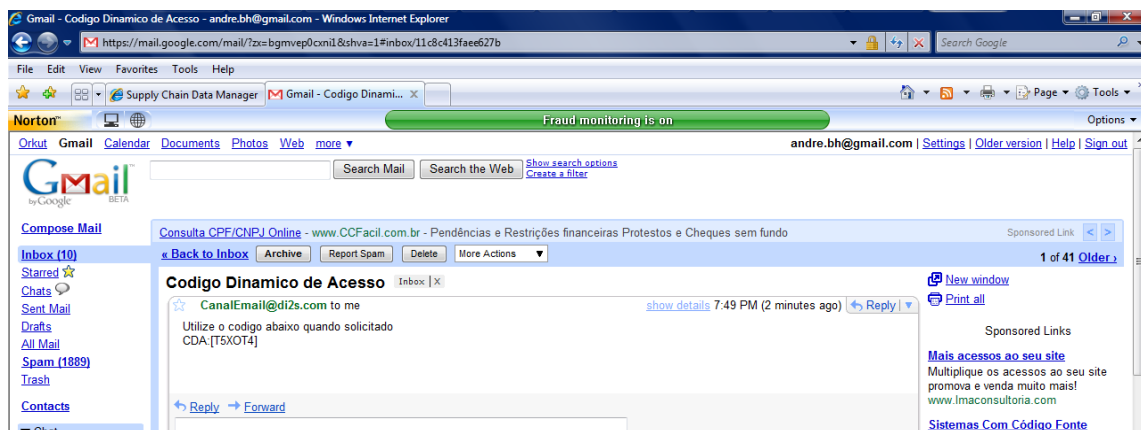 Gmail - Codigo Dinamico de Acesso - andre.bh@gmail.com - Windows Internet Explorer
https://mail.google.com/mail/?zx=bgmvep0cxni1&shva=1#inbox/11c8c413faee627b Search Google
File Edit View Favorites Tools Help
Supply Chain Data Manager Gmail - Codigo Dinami... Page Tools
Norton Fraud monitoring is on Options
Orkut Gmail Calendar Documents Photos Web more andre.bh@gmail.com | Settings | Older version | Help | Sign out
Gmail by Google BETA
Search Mail Search the Web Show search options
Create a filter
Compose Mail
Consulta CPF/CNPJ Online - www.CCFacil.com.br - Pendências e Restrições financeiras Protestos e Cheques sem fundo Sponsored Link < >
Inbox (10) « Back to Inbox Archive Report Spam Delete More Actions 1 of 41 Older ›
Starred
Chats
Sent Mail
Drafts
All Mail
Spam (1889)
Trash
Contacts
Chat
Codigo Dinamico de Acesso Inbox | X
CanalEmail@di2s.com to me show details 7:49 PM (2 minutes ago) Reply
Utilize o codigo abaixo quando solicitado
CDA:[T5XOT4]
Reply Forward
New window
Print all
Sponsored Links
Mais acessos ao seu site
Multiplique os acessos ao seu site
promova e venda muito mais!
www.lmaconsultoria.com
Sistemas Com Código Fonte